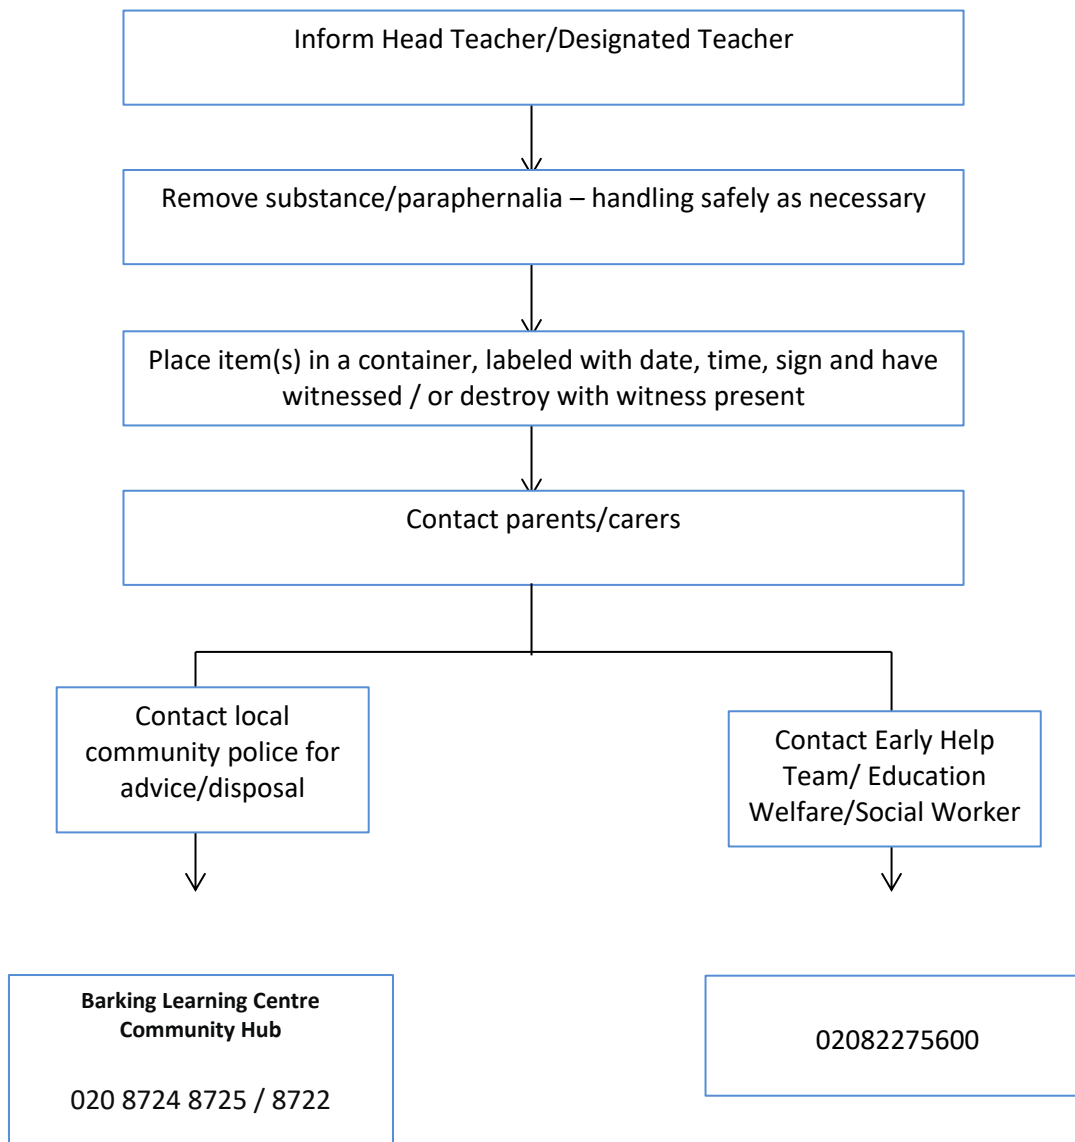 Inform Head Teacher/Designated Teacher
Remove substance/paraphernalia – handling safely as necessary
Place item(s) in a container, labeled with date, time, sign and have
witnessed / or destroy with witness present
Contact parents/carers
Contact local
community police for
advice/disposal
Contact Early Help
Team/ Education
Welfare/Social Worker
Barking Learning Centre
Community Hub
020 8724 8725 / 8722
02082275600